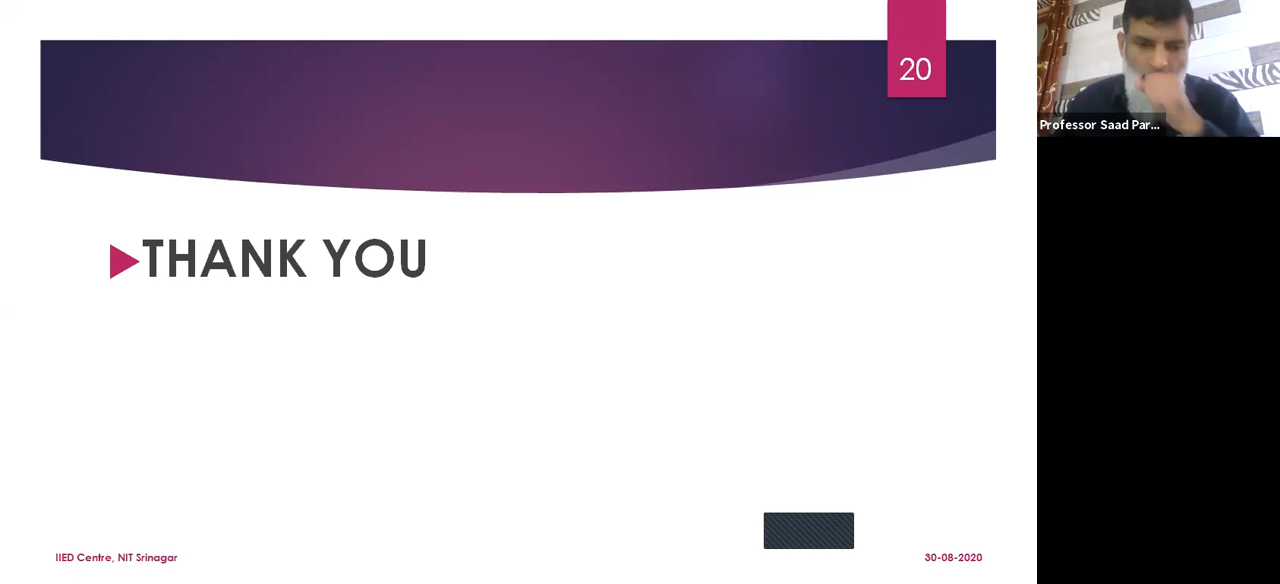 20
Professor Saad Par...
THANK YOU
IIED Centre, NIT Srinagar
30-08-2020